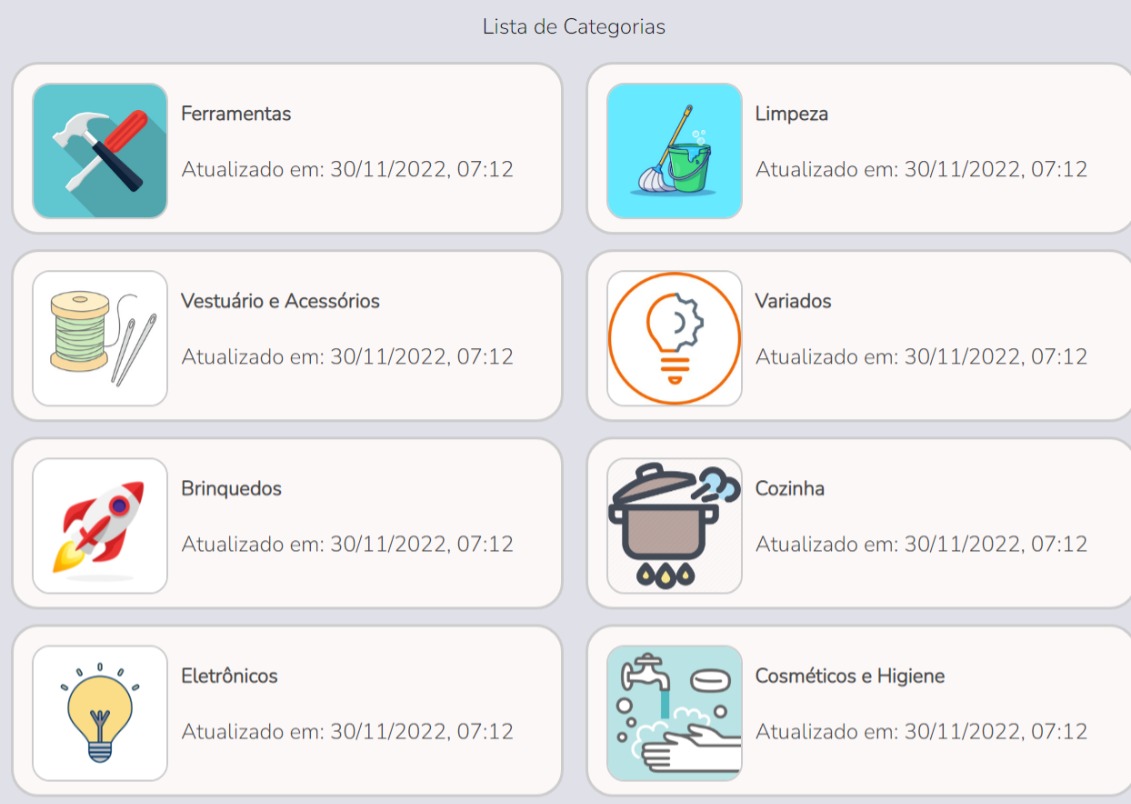 Lista de Categorias
Ferramentas
Atualizado em: 30/11/2022, 07:12
Limpeza
Atualizado em: 30/11/2022, 07:12
Vestuário e Acessórios
Atualizado em: 30/11/2022, 07:12
Variados
Atualizado em: 30/11/2022, 07:12
Brinquedos
Atualizado em: 30/11/2022, 07:12
Cozinha
Atualizado em: 30/11/2022, 07:12
Eletrônicos
Atualizado em: 30/11/2022, 07:12
Cosméticos e Higiene
Atualizado em: 30/11/2022, 07:12